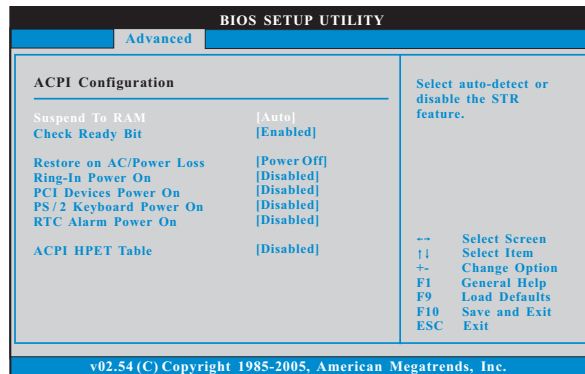 BIOS SETUP UTILITY
Advanced
ACPI Configuration
Suspend To RAM [Auto]
Check Ready Bit [Enabled]
Restore on AC/Power Loss [Power Off]
Ring-In Power On [Disabled]
PCI Devices Power On [Disabled]
PS/2 Keyboard Power On [Disabled]
RTC Alarm Power On [Disabled]
ACPI HPET Table [Disabled]
Select auto-detect or
disable the STR
feature.
←→ Select Screen
↑↓ Select Item
+- Change Option
F1 General Help
F9 Load Defaults
F10 Save and Exit
ESC Exit
v02.54 (C) Copyright 1985-2005, American Megatrends, Inc.